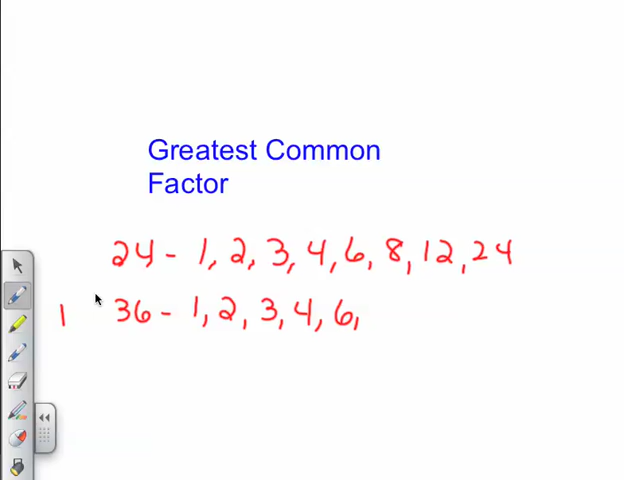 Greatest Common
Factor
24 - 1, 2, 3, 4, 6, 8, 12, 24
1 36 - 1, 2, 3, 4, 6,